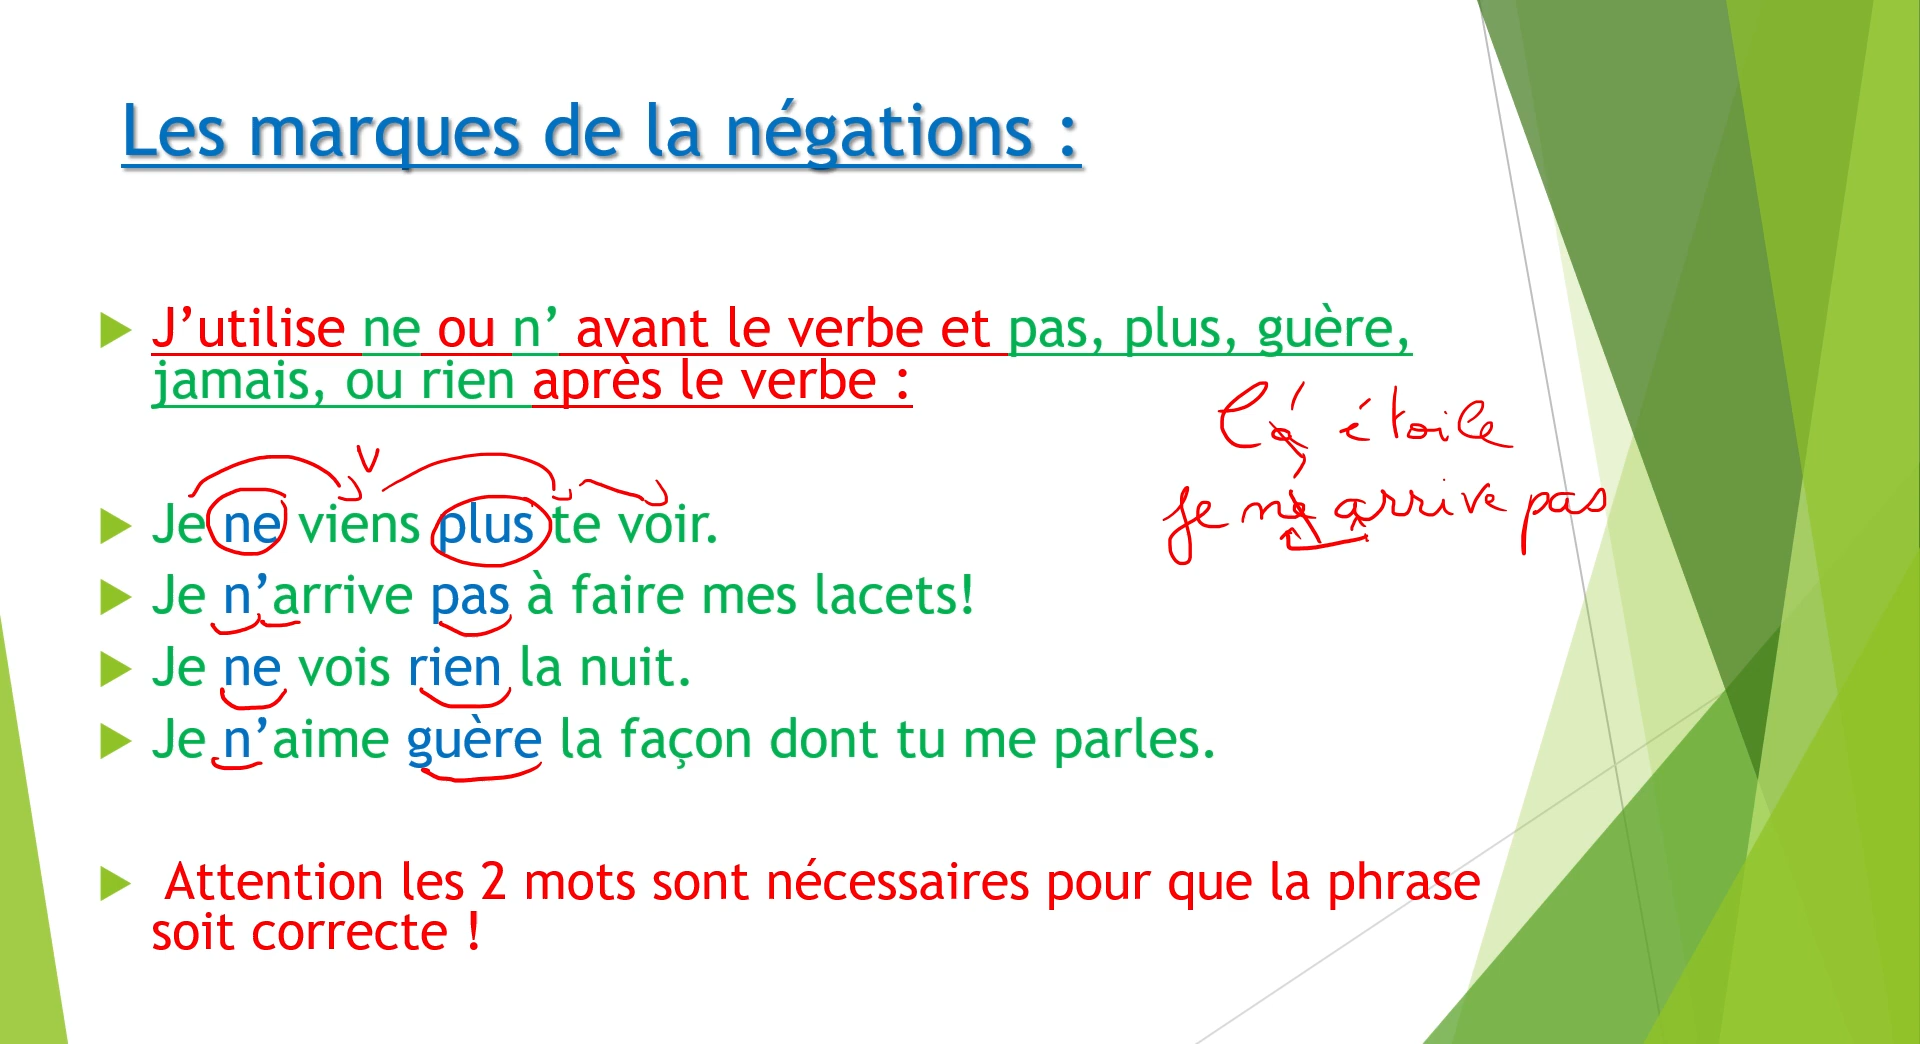 Les marques de la négations :
J’utilise ne ou n’ avant le verbe et pas, plus, guère,
jamais, ou rien après le verbe :
la' étoile
V
je ne arrive pas
Je ne viens plus te voir.
Je n’arrive pas à faire mes lacets!
Je ne vois rien la nuit.
Je n’aime guère la façon dont tu me parles.
Attention les 2 mots sont nécessaires pour que la phrase
soit correcte !